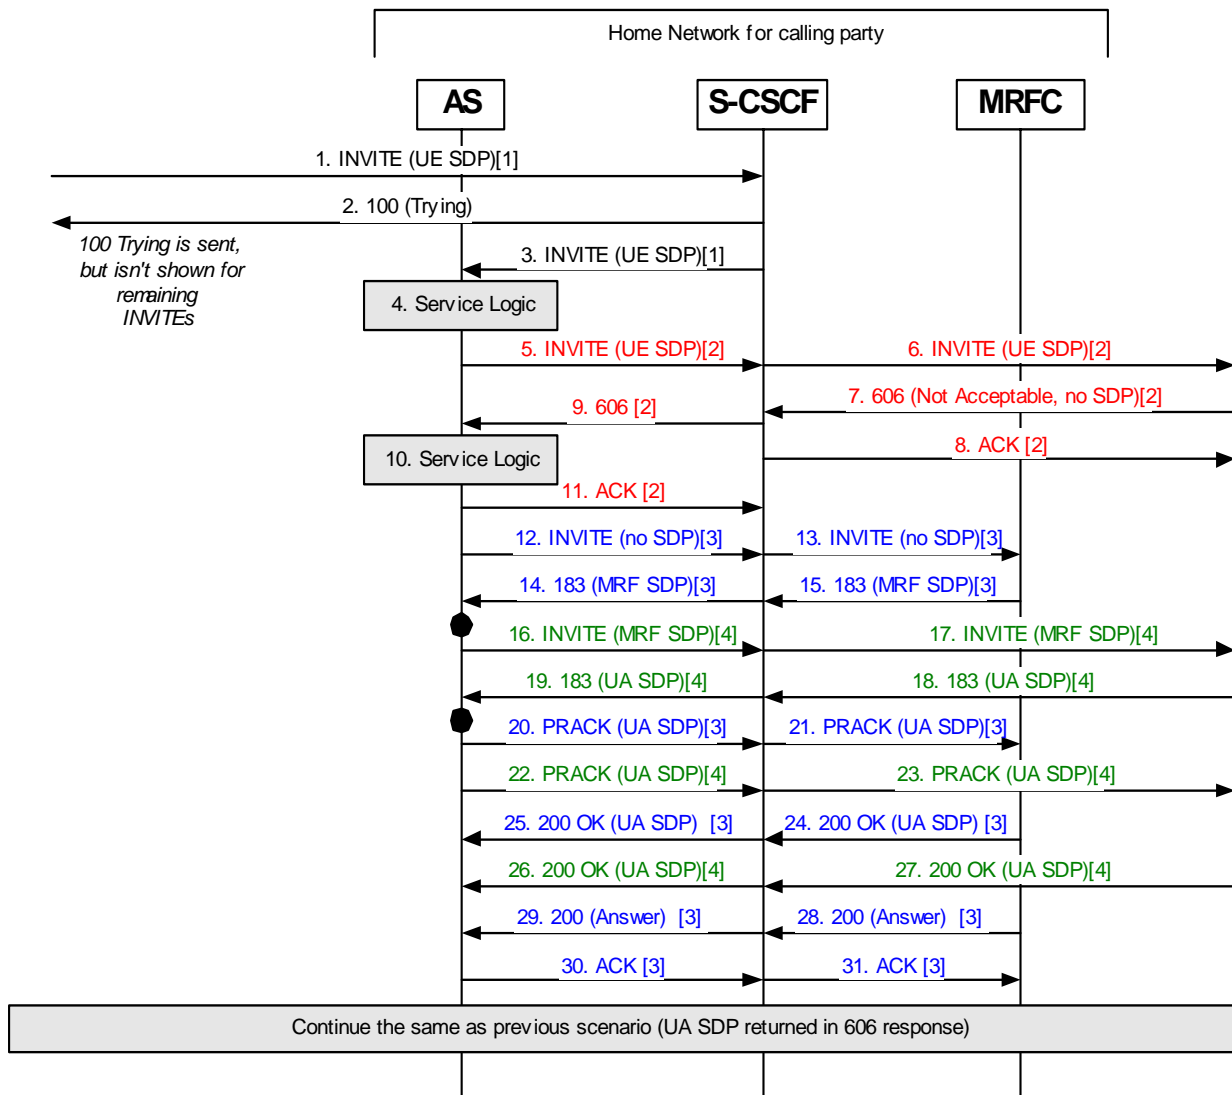 Home Network for calling party
AS
S-CSCF
MRFC
1. INVITE (UE SDP)[1]
2. 100 (Trying)
100 Trying is sent,
but isn't shown for
remaining
INVITEs
3. INVITE (UE SDP)[1]
4. Service Logic
5. INVITE (UE SDP)[2]
6. INVITE (UE SDP)[2]
7. 606 (Not Acceptable, no SDP)[2]
9. 606 [2]
10. Service Logic
8. ACK [2]
11. ACK [2]
12. INVITE (no SDP)[3]
13. INVITE (no SDP)[3]
14. 183 (MRF SDP)[3]
15. 183 (MRF SDP)[3]
16. INVITE (MRF SDP)[4]
17. INVITE (MRF SDP)[4]
19. 183 (UA SDP)[4]
18. 183 (UA SDP)[4]
20. PRACK (UA SDP)[3]
21. PRACK (UA SDP)[3]
22. PRACK (UA SDP)[4]
23. PRACK (UA SDP)[4]
25. 200 OK (UA SDP) [3]
24. 200 OK (UA SDP) [3]
26. 200 OK (UA SDP)[4]
27. 200 OK (UA SDP)[4]
29. 200 (Answer) [3]
28. 200 (Answer) [3]
30. ACK [3]
31. ACK [3]
Continue the same as previous scenario (UA SDP returned in 606 response)